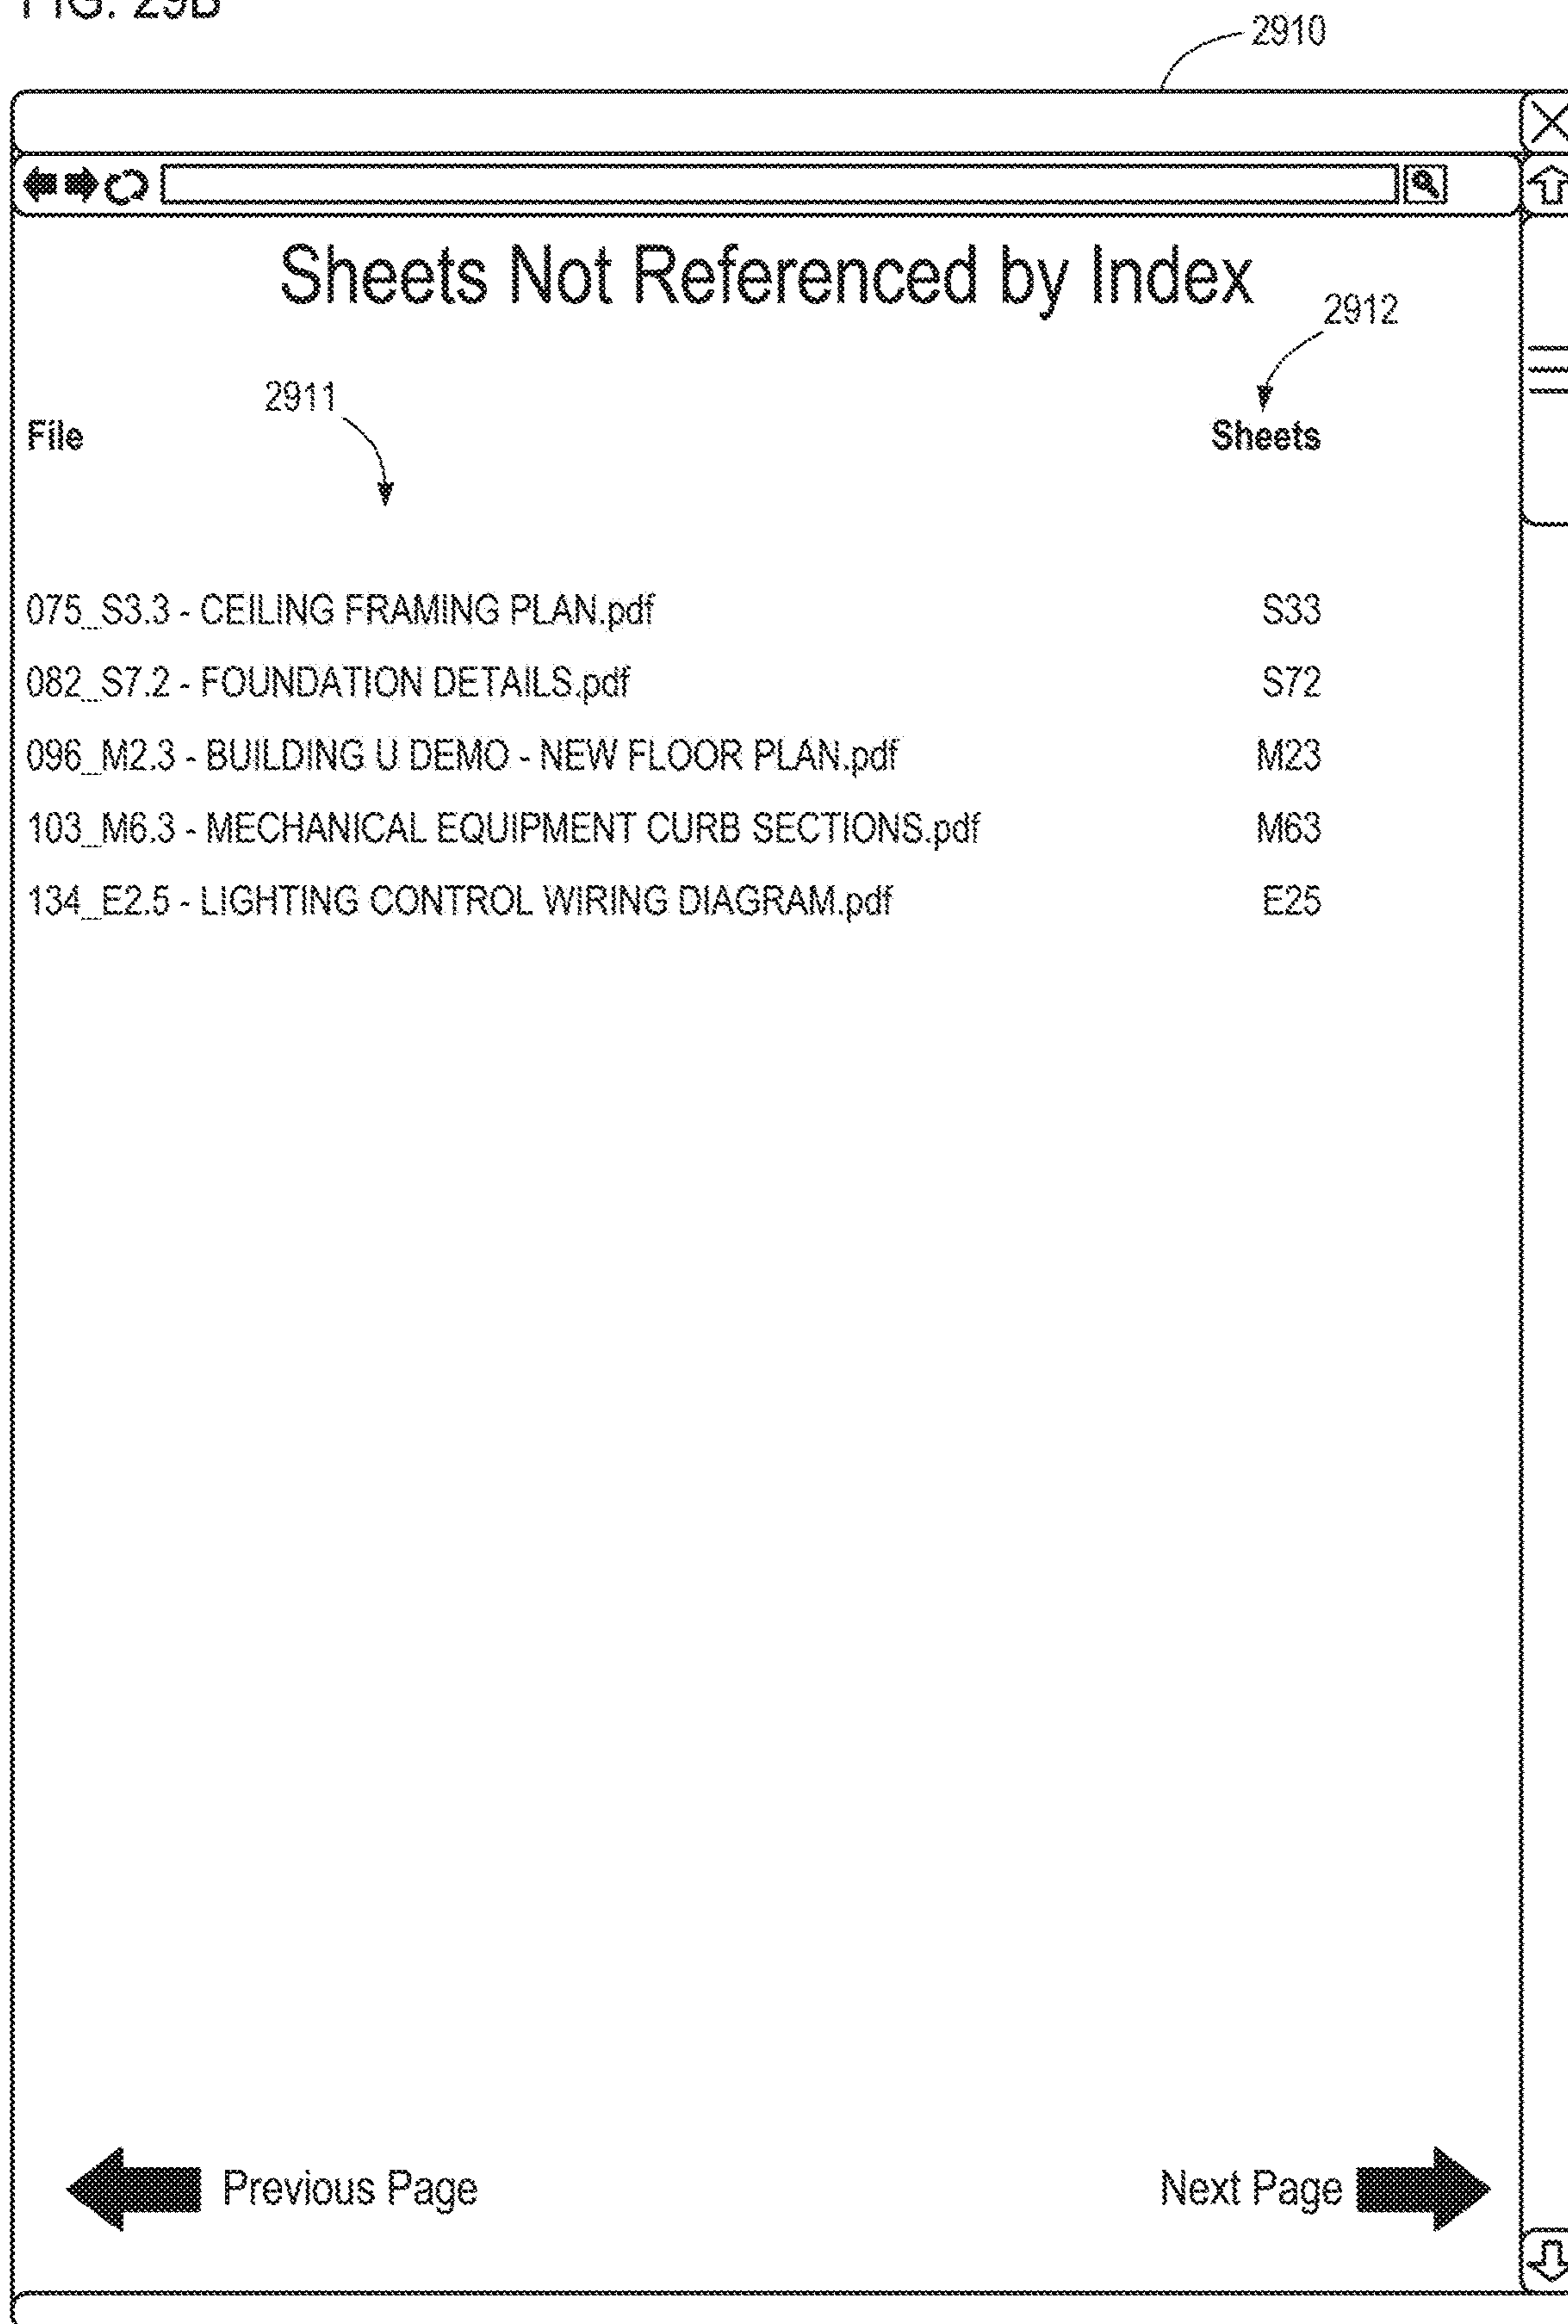 FIG. 29B
2910
Sheets Not Referenced by Index
2912
2911
File Sheets
075_S3.3 - CEILING FRAMING PLAN.pdf S33
082_S7.2 - FOUNDATION DETAILS.pdf S72
096_M2.3 - BUILDING U DEMO - NEW FLOOR PLAN.pdf M23
103_M6.3 - MECHANICAL EQUIPMENT CURB SECTIONS.pdf M63
134_E2.5 - LIGHTING CONTROL WIRING DIAGRAM.pdf E25
Previous Page Next Page